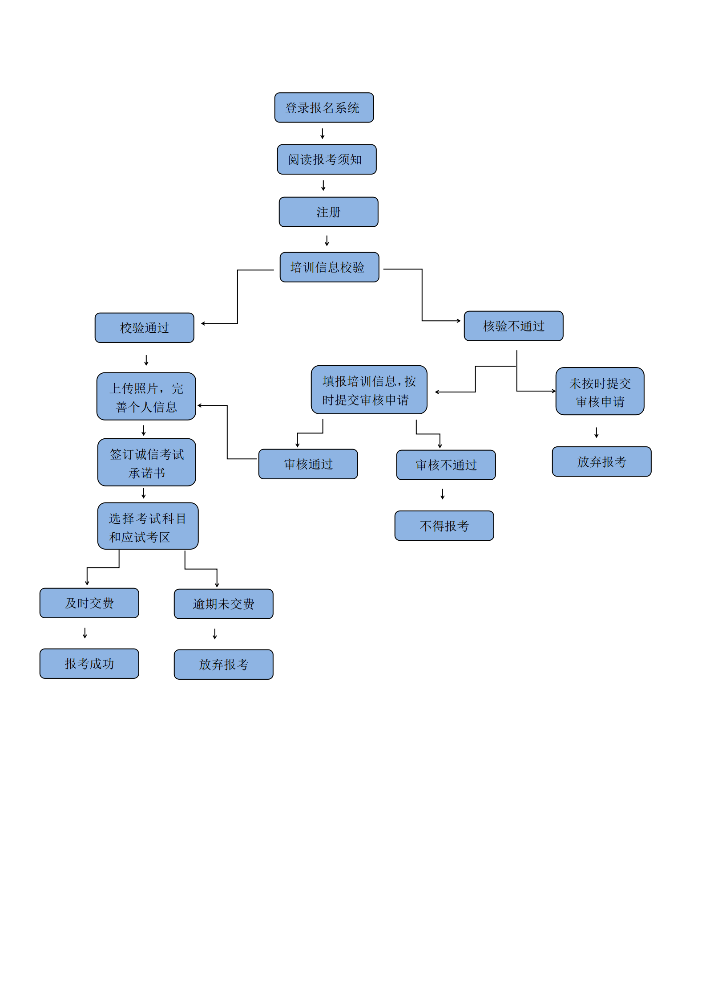 登录报名系统
阅读报考须知
注册
培训信息校验
校验通过
核验不通过
填报培训信息，按
时提交审核申请
未按时提交
审核申请
上传照片，完
善个人信息
签订诚信考试
承诺书
审核通过
审核不通过
放弃报考
选择考试科目
和应试考区
不得报考
及时交费
逾期未交费
报考成功
放弃报考